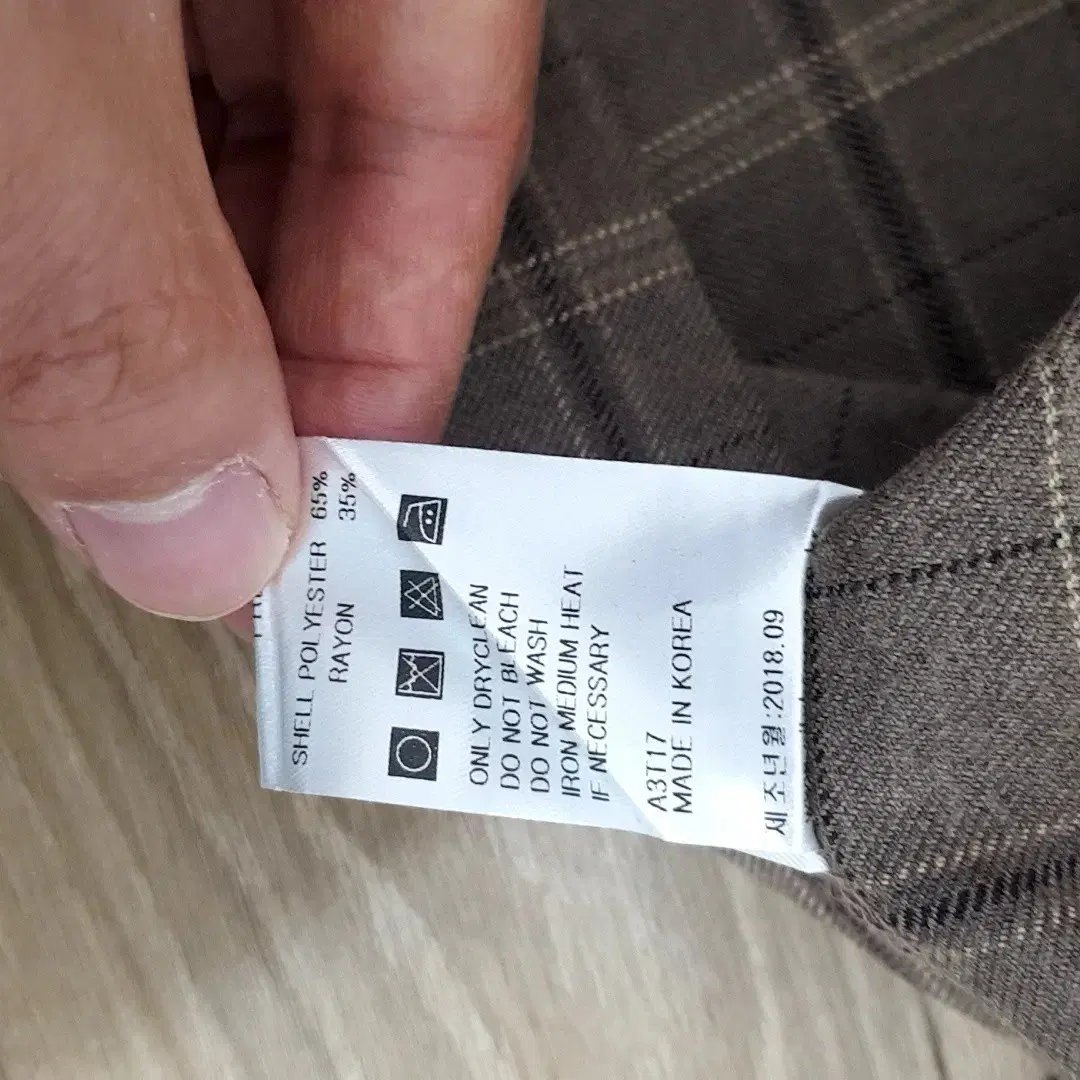 SHELL POLYESTER 65%
RAYON 35%
ONLY DRYCLEAN
DO NOT BLEACH
DO NOT WASH
IRON MEDIUM HEAT
IF NECESSARY
A3T17
MADE IN KOREA
제조년월:2018.09